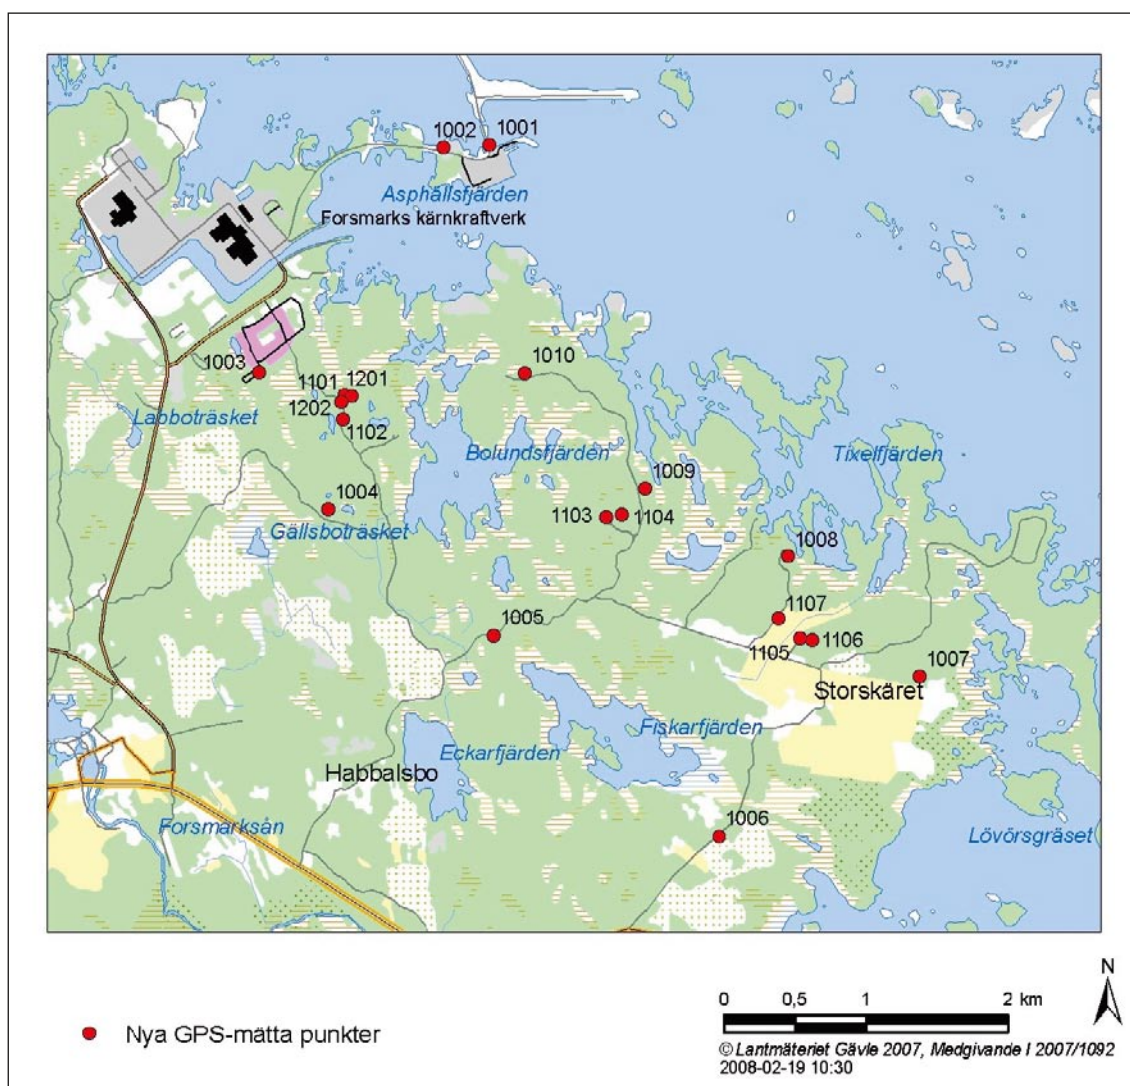 1002
1001
Asphällsfjärden
Forsmarks kärnkraftverk
1003
1010
1101
1201
1202
Labboträsket
1102
Bolundsfjärden
Tixelfjärden
1009
1004
1103
1104
Gällsboträsket
1008
1107
1005
1105
1106
1007
Storskäret
Fiskarfjärden
Eckarfjärden
Habbalsbo
Forsmarksån
1006
Lövörsgräset
N
0 0,5 1 2 km
Nya GPS-mätta punkter
© Lantmäteriet Gävle 2007, Medgivande I 2007/1092
2008-02-19 10:30